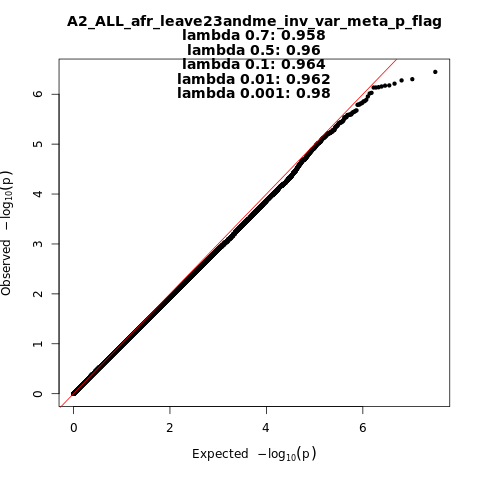 A2_ALL_afr_leave23andme_inv_var_meta_p_flag
lambda 0.7: 0.958
lambda 0.5: 0.96
lambda 0.1: 0.964
lambda 0.01: 0.962
lambda 0.001: 0.98
Observed −log10(p)
6
5
4
3
2
1
0
0 2 4 6
Expected −log10(p)